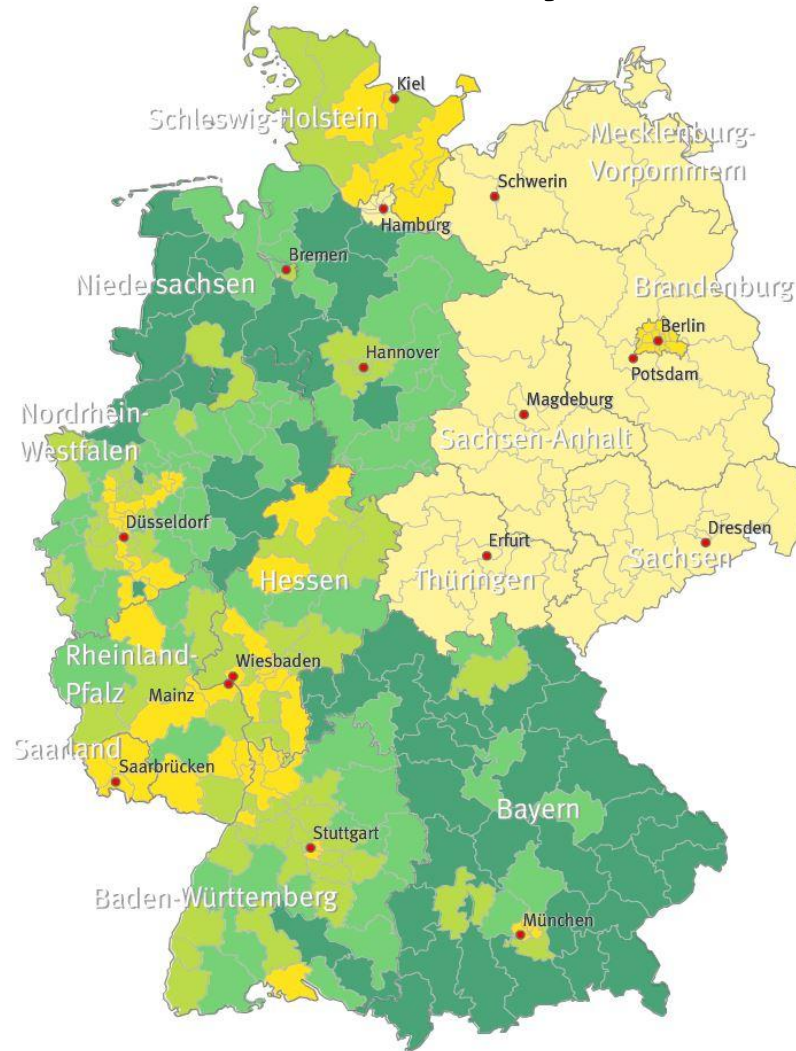 Kiel
Schleswig-Holstein
Mecklenburg-
Vorpommern
Schwerin
Hamburg
Bremen
Niedersachsen
Brandenburg
Berlin
Hannover
Potsdam
Magdeburg
Nordrhein-
Westfalen
Sachsen-Anhalt
Düsseldorf
Dresden
Erfurt
Sachsen
Hessen
Thüringen
Rheinland-
Pfalz
Wiesbaden
Mainz
Saarland
Saarbrücken
Bayern
Stuttgart
Baden-Württemberg
München